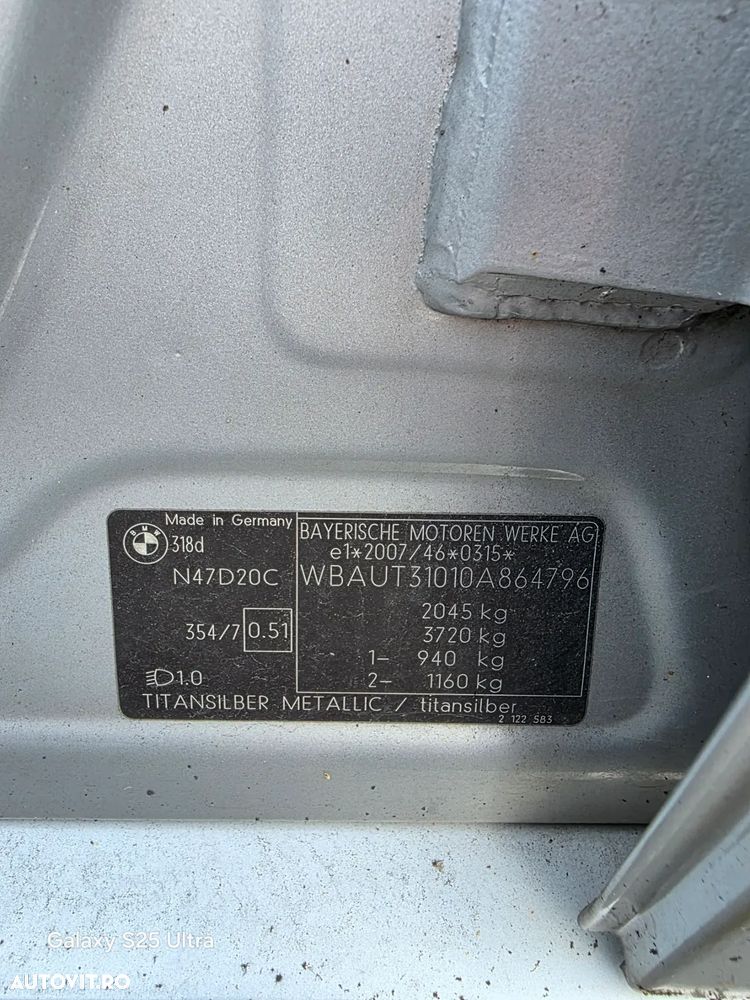 Made in Germany
BMW
318d
N47D20C
354/7 0.51
1.0
BAYERISCHE MOTOREN WERKE AG
e1*2007/46*0315*
WBAUT31010A864796
2045 kg
3720 kg
1- 940 kg
2- 1160 kg
TITANSILBER METALLIC / titansilber
2 122 583
Galaxy S25 Ultra
AUTOVIT.RO